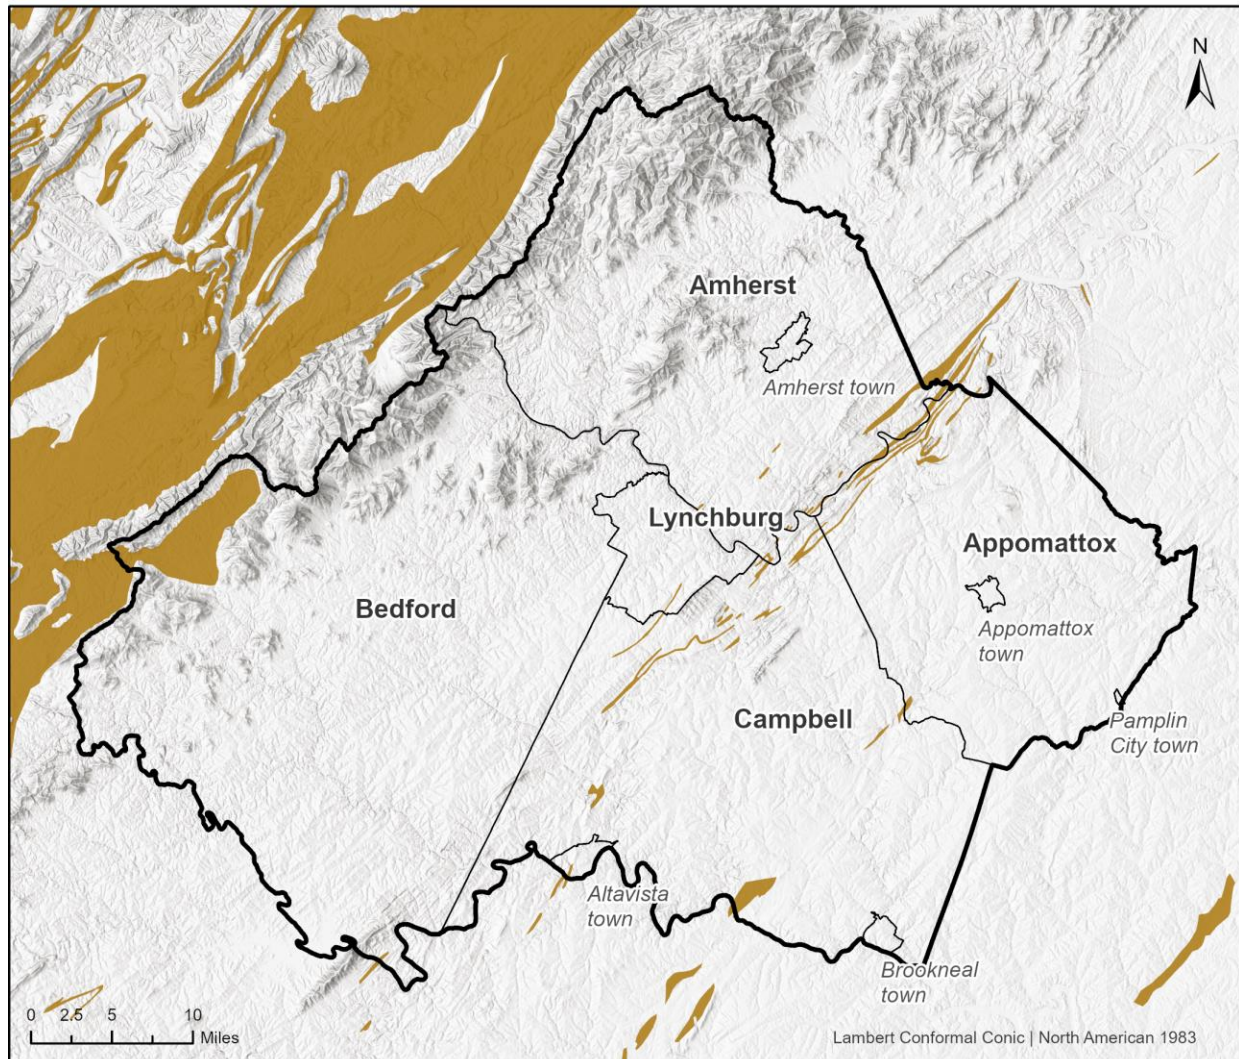 N
Amherst
Amherst town
Lynchburg
Appomattox
Bedford
Appomattox
town
Campbell
Pamplin
City town
Altavista
town
Brookneal
town
0 2.5 5 10
Miles
Lambert Conformal Conic | North American 1983